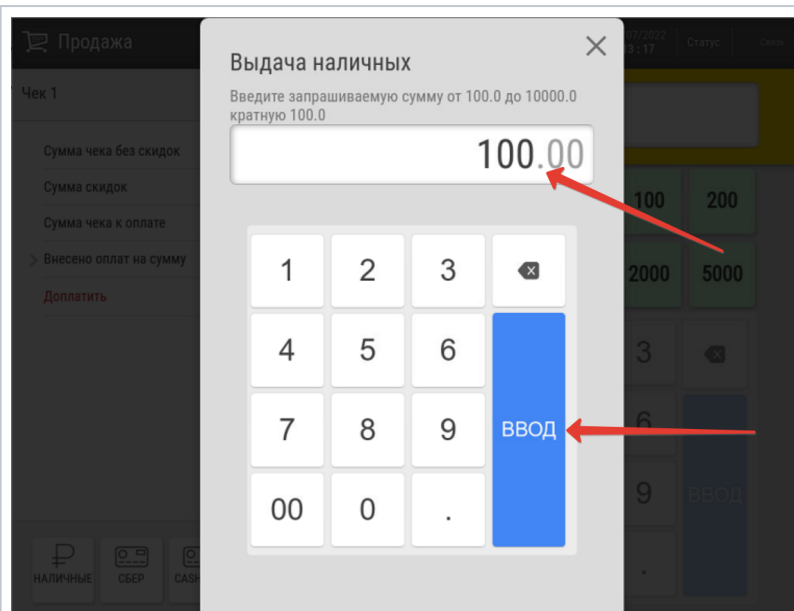 Продажа
07/2022
13 : 17
Статус
Связь
Чек 1
Сумма чека без скидок
Сумма скидок
Сумма чека к оплате
Внесено оплат на сумму
Доплатить
Выдача наличных
Введите запрашиваемую сумму от 100.0 до 10000.0
кратную 100.0
100.00
1 2 3
4 5 6
7 8 9 ВВОД
00 0 .
100 200
2000 5000
3
6
9 ВВОД
.
НАЛИЧНЫЕ СБЕР CASH